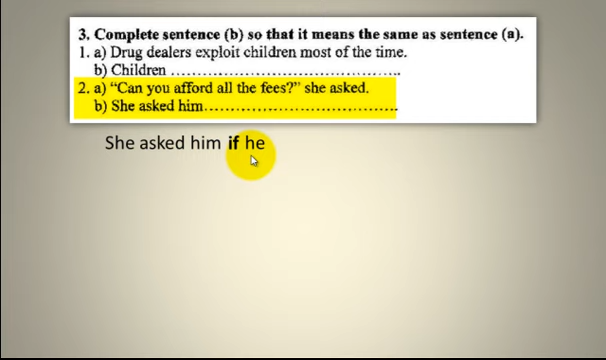 3. Complete sentence (b) so that it means the same as sentence (a).
1. a) Drug dealers exploit children most of the time.
b) Children ................................................
2. a) “Can you afford all the fees?” she asked.
b) She asked him........................................
She asked him if he